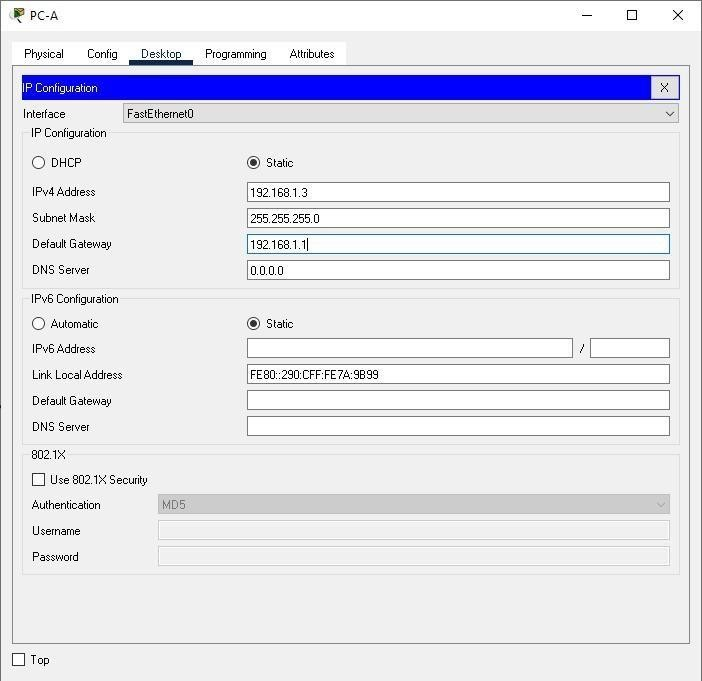 PC-A
Physical Config Desktop Programming Attributes
IP Configuration X
Interface FastEthernet0
IP Configuration
DHCP Static
IPv4 Address 192.168.1.3
Subnet Mask 255.255.255.0
Default Gateway 192.168.1.1
DNS Server 0.0.0.0
IPv6 Configuration
Automatic Static
IPv6 Address /
Link Local Address FE80::290:CFF:FE7A:9B99
Default Gateway
DNS Server
802.1X
Use 802.1X Security
Authentication MD5
Username
Password
Top